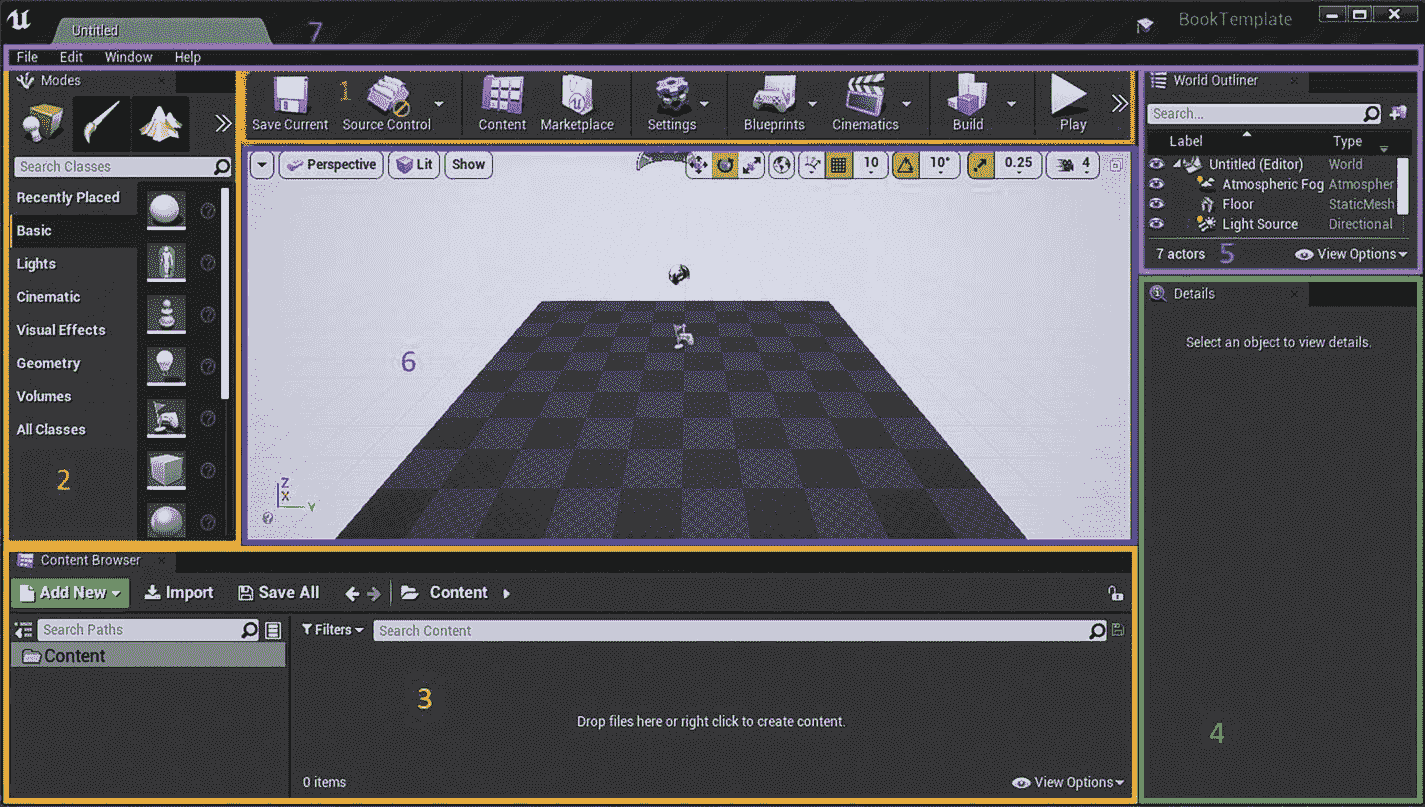 Untitled
7
BookTemplate
File Edit Window Help
Modes
Search Classes
Recently Placed
Basic
Lights
Cinematic
Visual Effects
Geometry
Volumes
All Classes
2
1
Save Current Source Control Content Marketplace Settings Blueprints Cinematics Build Play
Perspective Lit Show 10 10° 0.25 4
6
Z
X
Y
World Outliner
Search...
Label Type
Untitled (Editor) World
Atmospheric Fog Atmospher
Floor StaticMesh
Light Source Directional
7 actors 5 View Options
Details
Select an object to view details.
4
Content Browser
Add New Import Save All Content
Search Paths Filters Search Content
Content
3
Drop files here or right click to create content.
0 items View Options